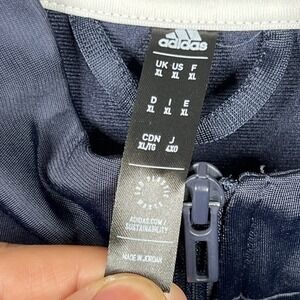 adidas
UK US F
XL XL XL
D I E
XL XL XL
CDN J
XL/TG 4XO
ADIDAS.COM/
SUSTAINABILITY
MADE IN JORDAN